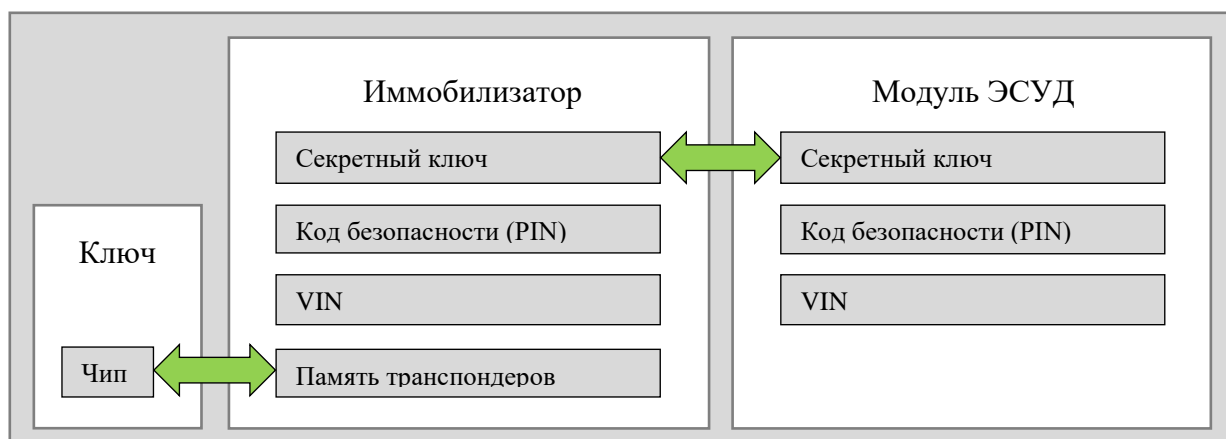 Иммобилизатор
Модуль ЭСУД
Секретный ключ
Секретный ключ
Код безопасности (PIN)
Код безопасности (PIN)
Ключ
VIN
VIN
Чип
Память транспондеров